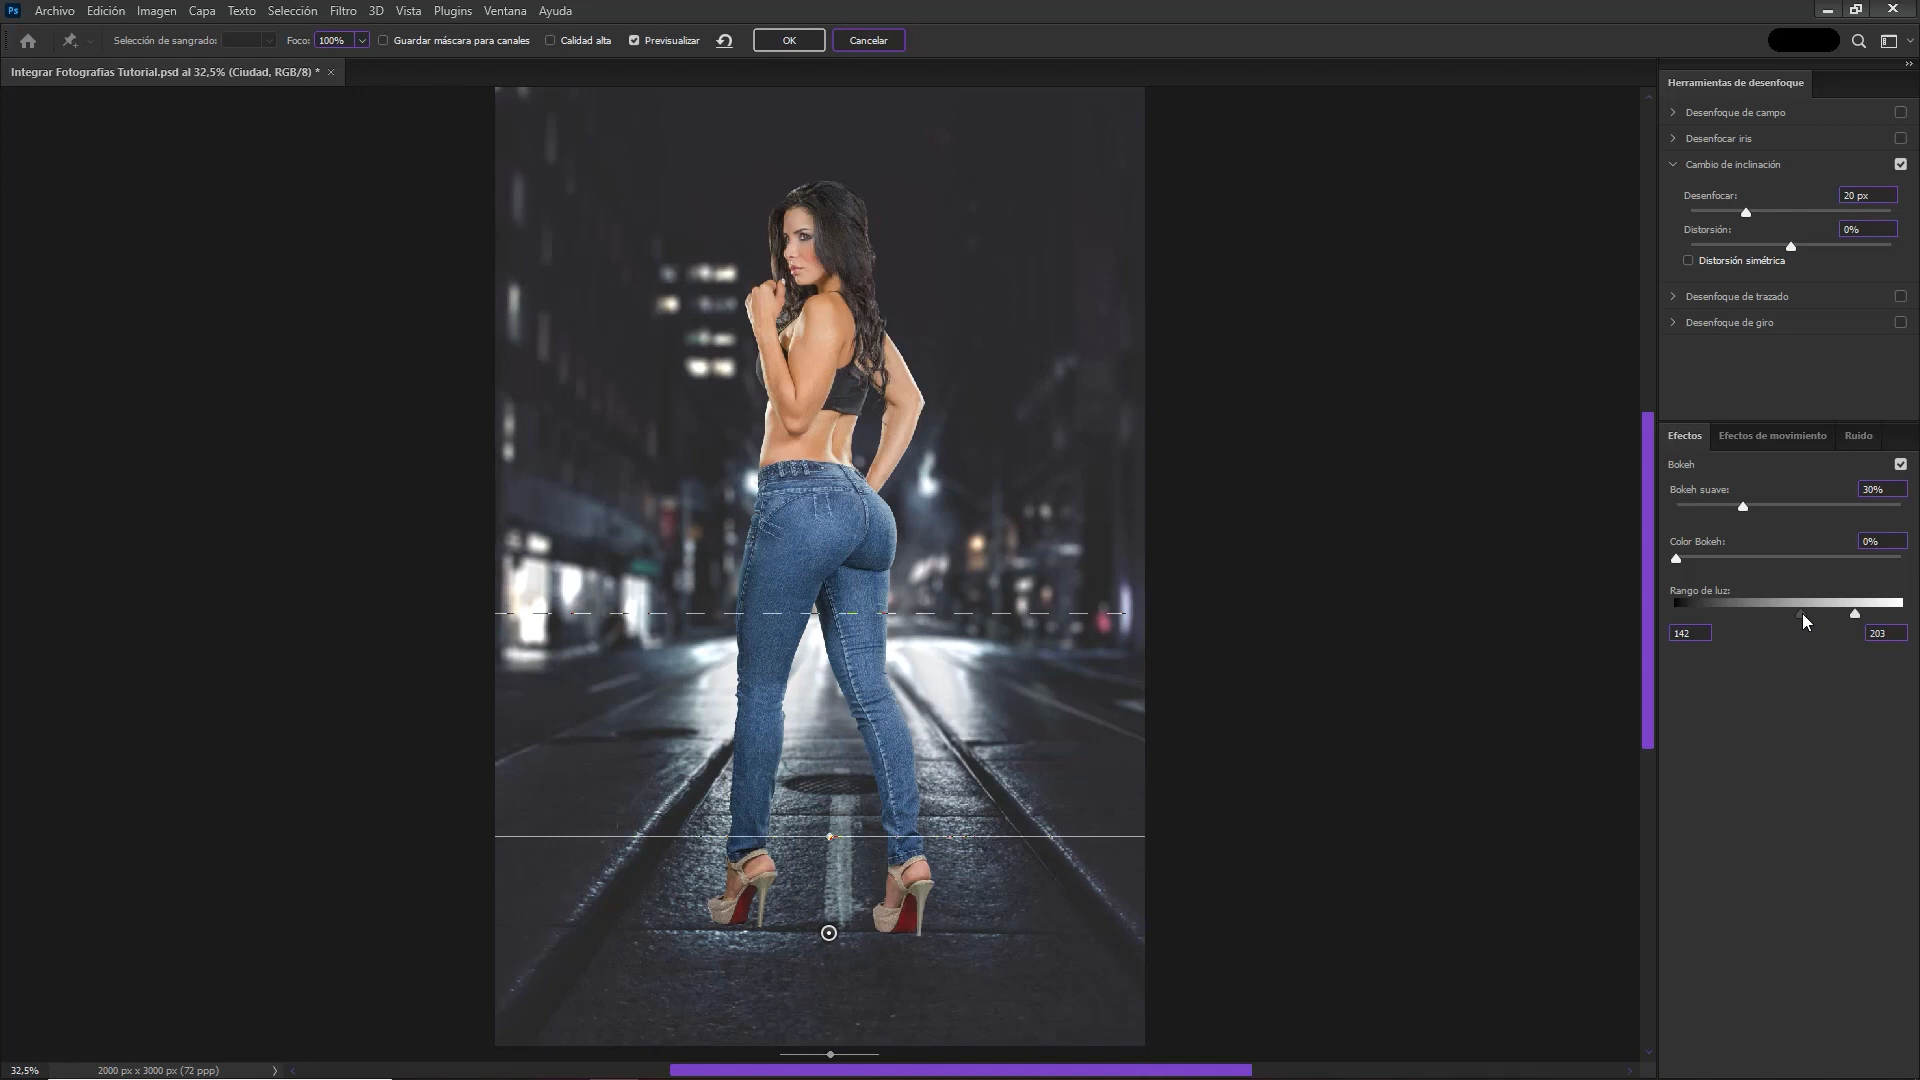 Ps Archivo Edición Imagen Capa Texto Selección Filtro 3D Vista Plugins Ventana Ayuda
Selección de sangrado: Foco: 100% Guardar máscara para canales Calidad alta Previsualizar OK Cancelar
Integrar Fotografias Tutorial.psd al 32,5% (Ciudad, RGB/8) * ×
Herramientas de desenfoque
Desenfoque de campo
Desenfocar iris
Cambio de inclinación
Desenfocar: 20 px
Distorsión: 0%
Distorsión simétrica
Desenfoque de trazado
Desenfoque de giro
Efectos Efectos de movimiento Ruido
Bokeh
Bokeh suave: 30%
Color Bokeh: 0%
Rango de luz:
142 203
32,5% 2000 px x 3000 px (72 ppp)